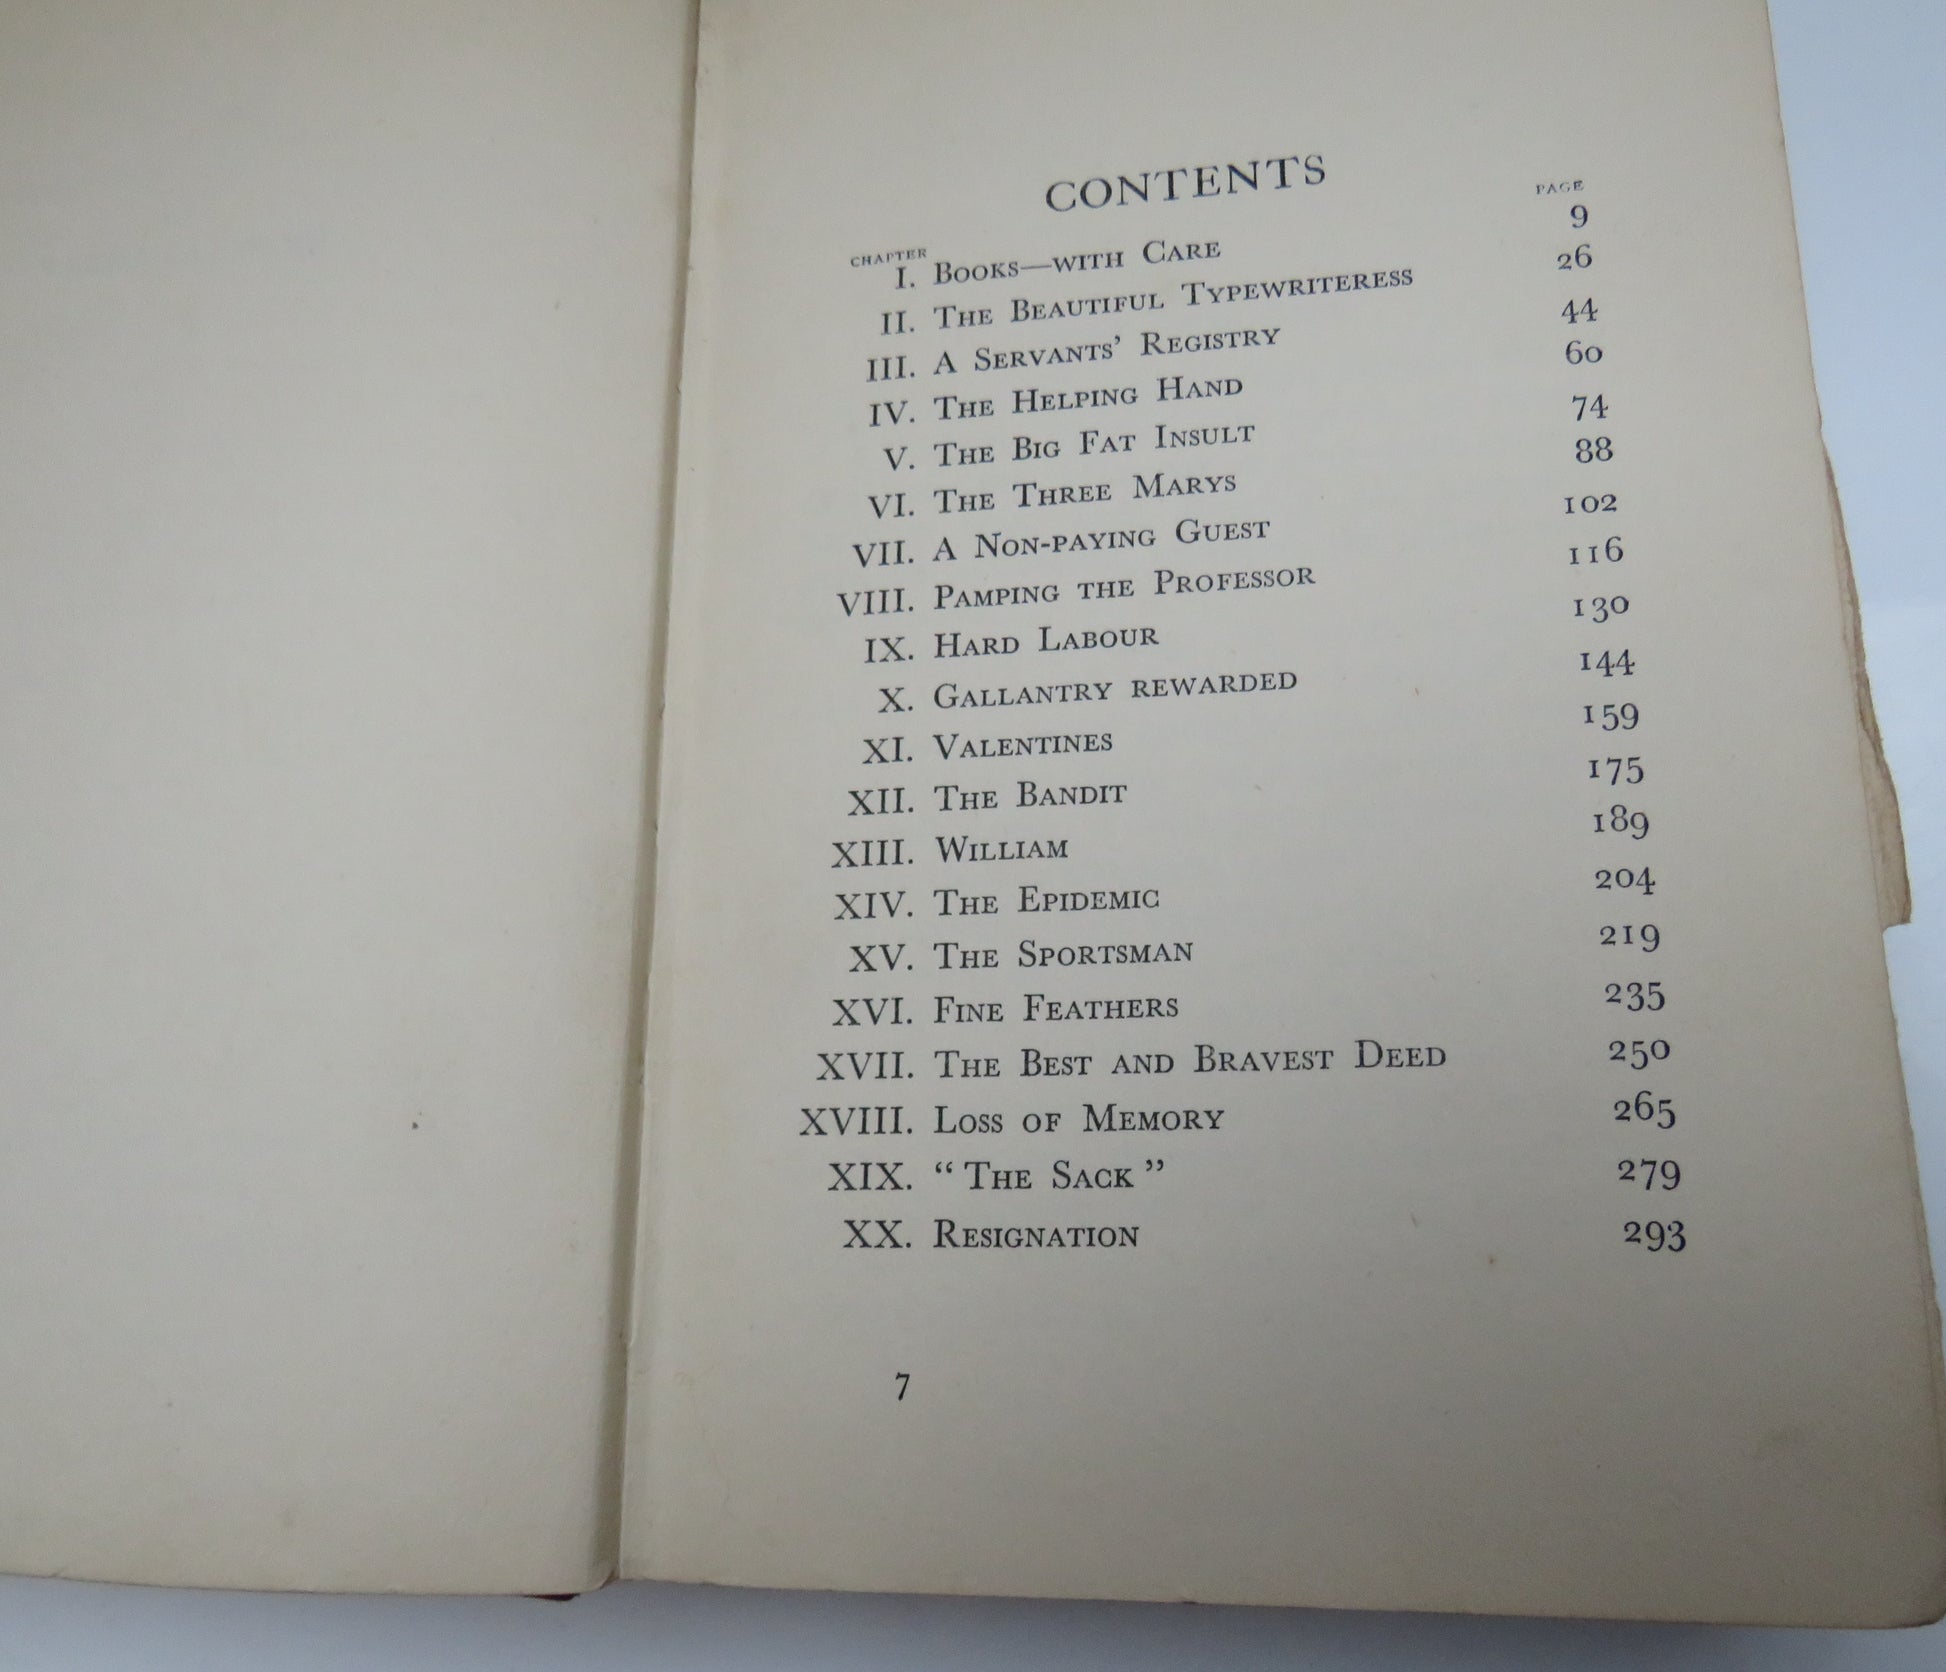 CONTENTS
CHAPTER PAGE
I. Books—with Care 9
II. The Beautiful Typewriteress 26
III. A Servants' Registry 44
IV. The Helping Hand 60
V. The Big Fat Insult 74
VI. The Three Marys 88
VII. A Non-paying Guest 102
VIII. Pamping the Professor 116
IX. Hard Labour 130
X. Gallantry rewarded 144
XI. Valentines 159
XII. The Bandit 175
XIII. William 189
XIV. The Epidemic 204
XV. The Sportsman 219
XVI. Fine Feathers 235
XVII. The Best and Bravest Deed 250
XVIII. Loss of Memory 265
XIX. "The Sack" 279
XX. Resignation 293
7